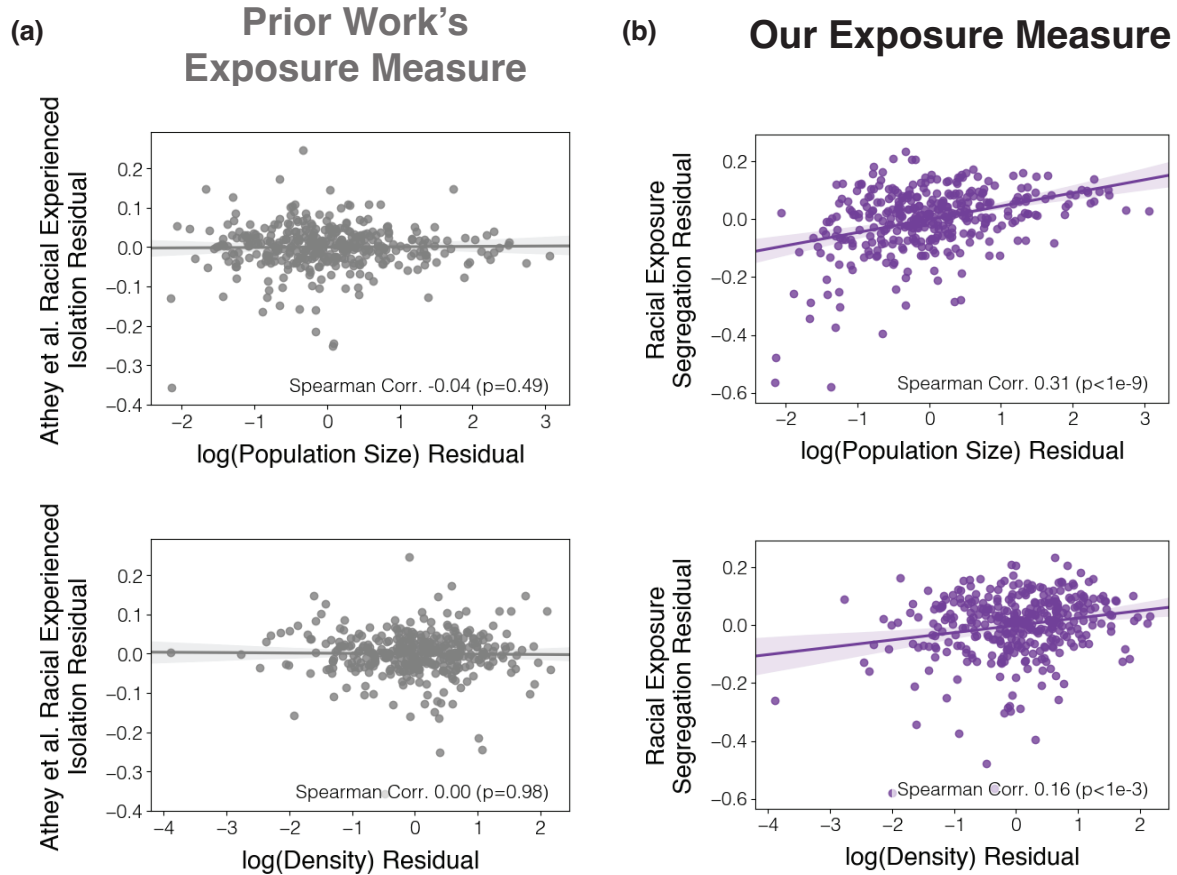 (a)
Prior Work's
Exposure Measure
Athey et al. Racial Experienced
Isolation Residual
0.2
0.1
0.0
−0.1
−0.2
−0.3
−0.4
Spearman Corr. -0.04 (p=0.49)
−2 −1 0 1 2 3
log(Population Size) Residual
Athey et al. Racial Experienced
Isolation Residual
0.2
0.1
0.0
−0.1
−0.2
−0.3
−0.4
Spearman Corr. 0.00 (p=0.98)
−4 −3 −2 −1 0 1 2
log(Density) Residual
(b)
Our Exposure Measure
Racial Exposure
Segregation Residual
0.2
0.0
−0.2
−0.4
−0.6
Spearman Corr. 0.31 (p<1e-9)
−2 −1 0 1 2 3
log(Population Size) Residual
Racial Exposure
Segregation Residual
0.2
0.0
−0.2
−0.4
−0.6
Spearman Corr. 0.16 (p<1e-3)
−4 −3 −2 −1 0 1 2
log(Density) Residual